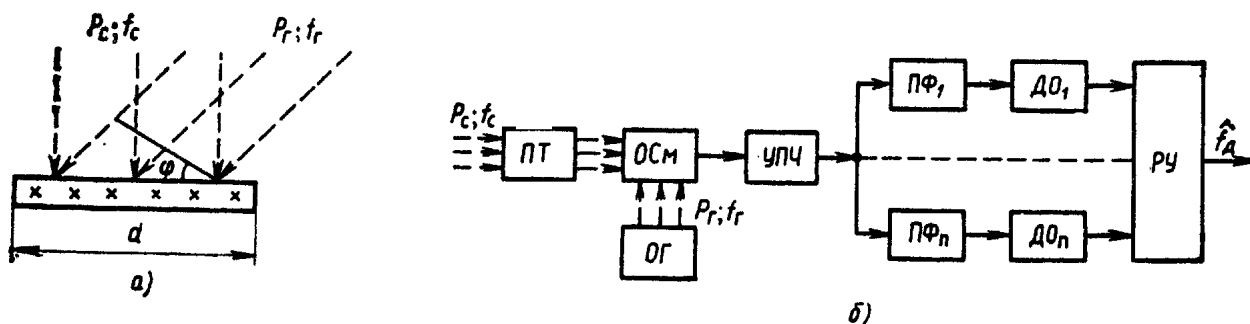 Pс; fс
Pг; fг
φ
× × × × × ×
d
а)
Pс; fс
ПТ
ОСм
Pг; fг
ОГ
УПЧ
ПФ₁
ДО₁
ПФₙ
ДОₙ
РУ
f̂д
б)